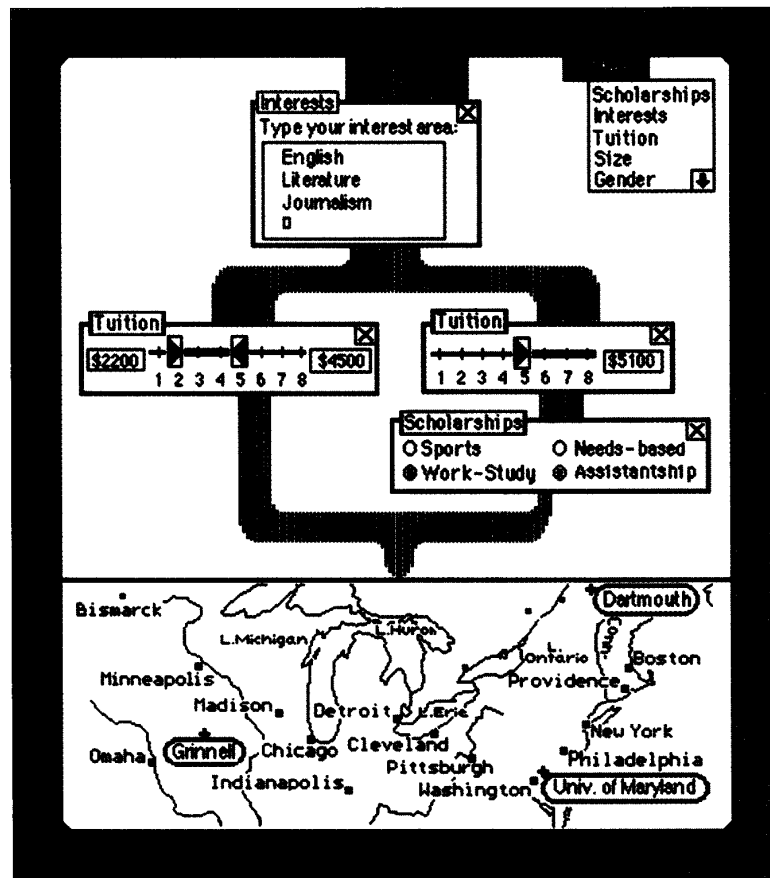 Interests
Type your interest area:
English
Literature
Journalism
Scholarships
Interests
Tuition
Size
Gender
Tuition
$2200
1 2 3 4 5 6 7 8
$4500
Tuition
1 2 3 4 5 6 7 8
$5100
Scholarships
Sports
Needs-based
Work-Study
Assistantship
Bismarck
Dartmouth
L.Michigan
L.Huron
Conn.
L.
Ontario
Boston
Minneapolis
Providence
Madison
Detroit
L.Erie
New York
Omaha
Grinnell
Chicago
Cleveland
Pittsburgh
Philadelphia
Indianapolis
Washington
Univ. of Maryland